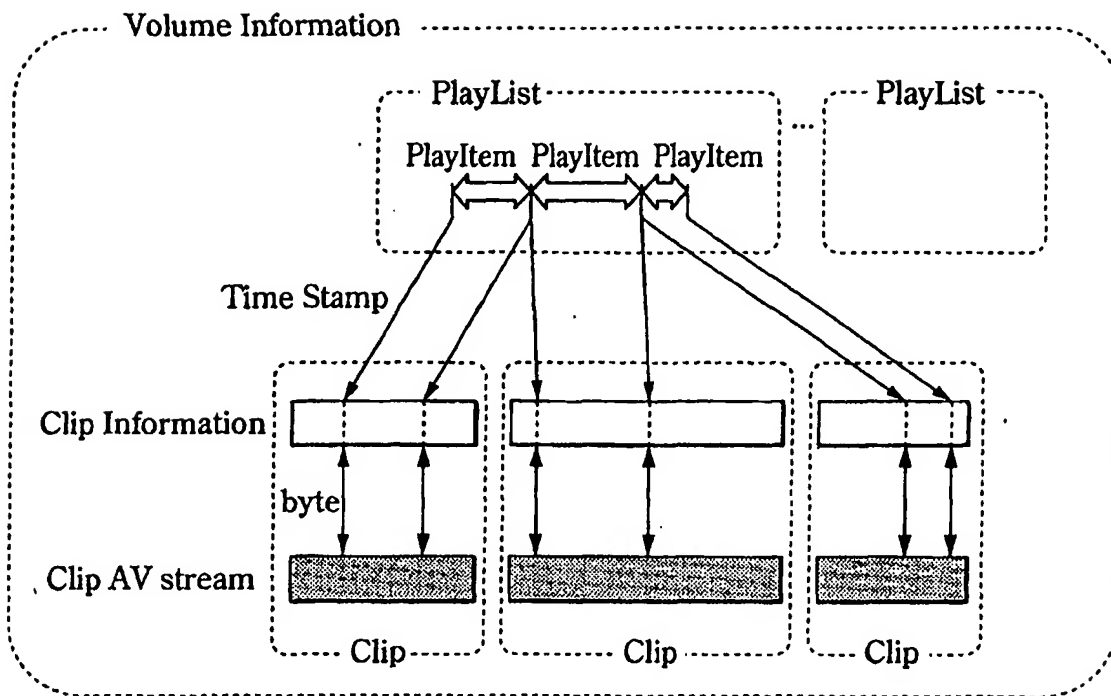 Volume Information
PlayList
PlayList
...
PlayItem PlayItem PlayItem
Time Stamp
Clip Information
byte
Clip AV stream
Clip
Clip
Clip